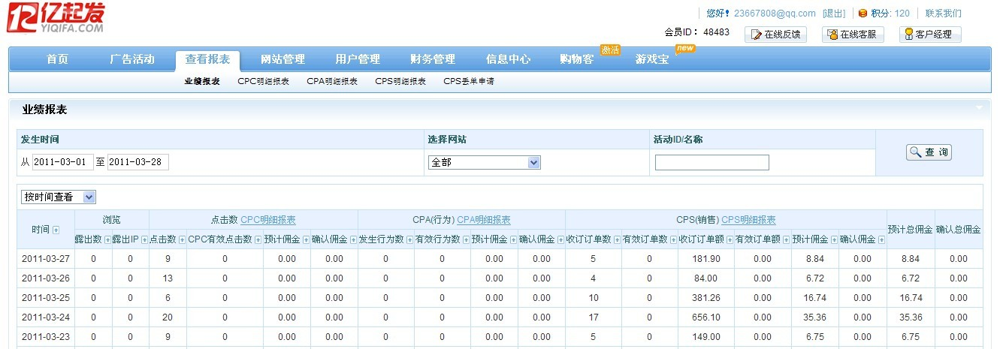 亿起发
YIQIFA.COM
您好! 23667808@qq.com [退出] 积分: 120 联系我们
会员ID: 48483 在线反馈 在线客服 客户经理
首页 广告活动 查看报表 网站管理 用户管理 财务管理 信息中心 购物客 激活 游戏宝 new
业绩报表 CPC明细报表 CPA明细报表 CPS明细报表 CPS丢单申请
业绩报表
发生时间 选择网站 活动ID/名称
从 2011-03-01 至 2011-03-28 全部 查 询
按时间查看
时间 浏览 点击数 CPC明细报表 CPA(行为) CPA明细报表 CPS(销售) CPS明细报表 预计总佣金 确认总佣金
露出数 露出IP 点击数 CPC有效点击数 预计佣金 确认佣金 发生行为数 有效行为数 预计佣金 确认佣金 收订订单数 有效订单数 收订订单额 有效订单额 预计佣金 确认佣金
2011-03-27 0 0 9 0 0.00 0.00 0 0 0.00 0.00 5 0 181.90 0.00 8.84 0.00 8.84 0.00
2011-03-26 0 0 13 0 0.00 0.00 0 0 0.00 0.00 4 0 84.00 0.00 6.72 0.00 6.72 0.00
2011-03-25 0 0 6 0 0.00 0.00 0 0 0.00 0.00 10 0 381.26 0.00 16.74 0.00 16.74 0.00
2011-03-24 0 0 20 0 0.00 0.00 0 0 0.00 0.00 17 0 656.10 0.00 35.36 0.00 35.36 0.00
2011-03-23 0 0 9 0 0.00 0.00 0 0 0.00 0.00 5 0 149.00 0.00 6.75 0.00 6.75 0.00